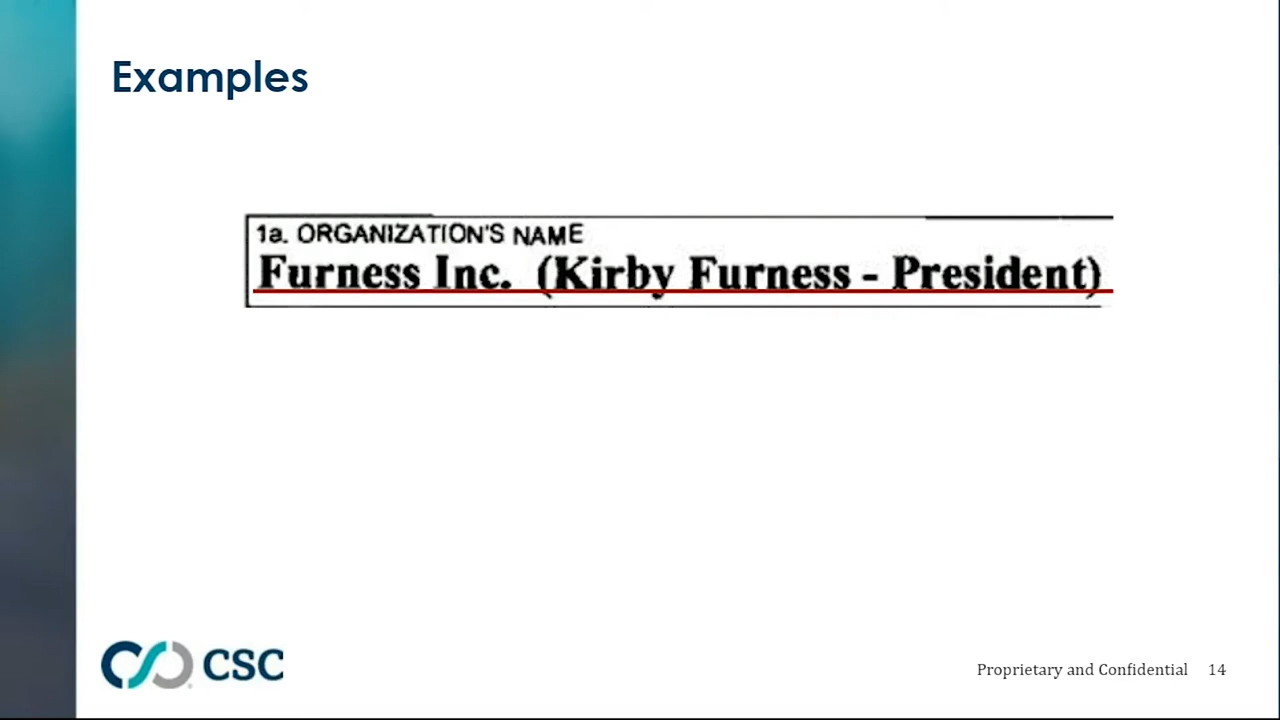 Examples
1a. ORGANIZATION'S NAME
Furness Inc. (Kirby Furness - President)
CSC
Proprietary and Confidential 14